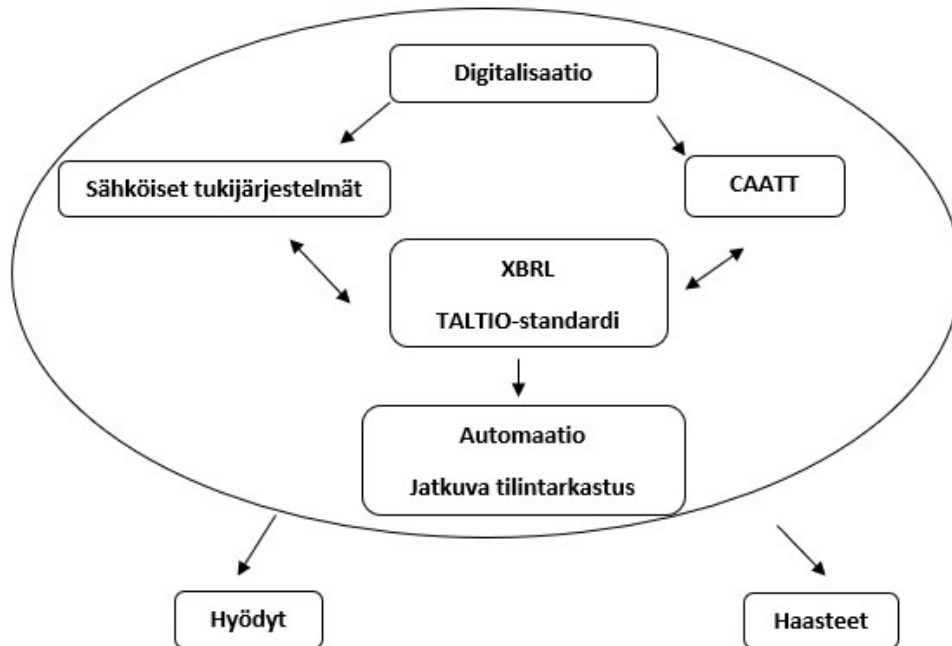 Digitalisaatio
Sähköiset tukijärjestelmät
CAATT
XBRL
TALTIO-standardi
Automaatio
Jatkuva tilintarkastus
Hyödyt
Haasteet